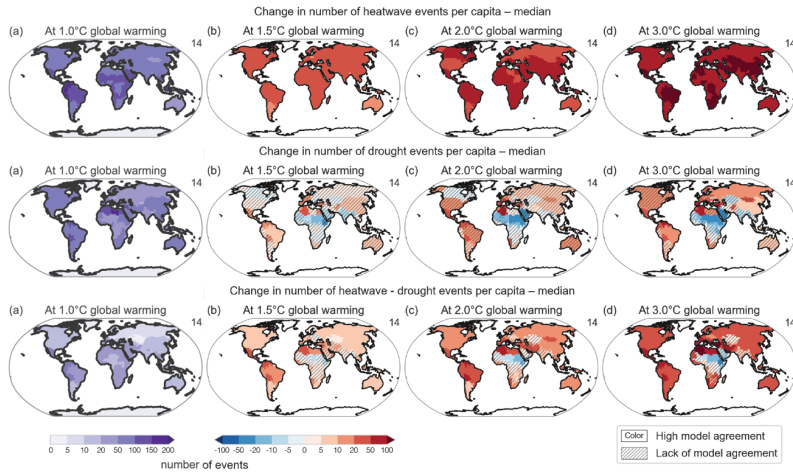 Change in number of heatwave events per capita – median
(a) At 1.0°C global warming 14
(b) At 1.5°C global warming 14
(c) At 2.0°C global warming 14
(d) At 3.0°C global warming 14
Change in number of drought events per capita – median
(a) At 1.0°C global warming 14
(b) At 1.5°C global warming 14
(c) At 2.0°C global warming 14
(d) At 3.0°C global warming 14
Change in number of heatwave - drought events per capita – median
(a) At 1.0°C global warming 14
(b) At 1.5°C global warming 14
(c) At 2.0°C global warming 14
(d) At 3.0°C global warming 14
Color High model agreement
Lack of model agreement
0 5 10 20 50 100 150 200
-100 -50 -20 -10 -5 0 5 10 20 50 100
number of events